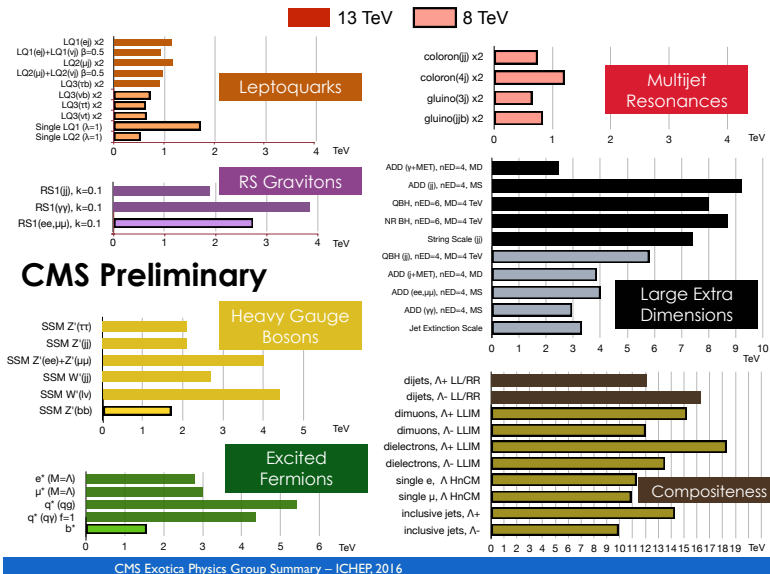 13 TeV
8 TeV
LQ1(ej) x2
LQ1(ej)+LQ1(νj) β=0.5
LQ2(μj) x2
LQ2(μj)+LQ2(νj) β=0.5
LQ3(τb) x2
LQ3(νb) x2
LQ3(τt) x2
LQ3(vt) x2
Single LQ1 (λ=1)
Single LQ2 (λ=1)
0 1 2 3 4 TeV
Leptoquarks
RS1(jj), k=0.1
RS1(γγ), k=0.1
RS1(ee,μμ), k=0.1
0 1 2 3 4 TeV
RS Gravitons
CMS Preliminary
SSM Z'(ττ)
SSM Z'(jj)
SSM Z'(ee)+Z'(μμ)
SSM W'(jj)
SSM W'(lv)
SSM Z'(bb)
0 1 2 3 4 5 TeV
Heavy Gauge
Bosons
e* (M=Λ)
μ* (M=Λ)
q* (qg)
q* (qγ) f=1
b*
0 1 2 3 4 5 6 TeV
Excited
Fermions
coloron(jj) x2
coloron(4j) x2
gluino(3j) x2
gluino(jjb) x2
0 1 2 3 4 TeV
Multijet
Resonances
ADD (γ+MET), nED=4, MD
ADD (jj), nED=4, MS
QBH, nED=6, MD=4 TeV
NR BH, nED=6, MD=4 TeV
String Scale (jj)
QBH (jj), nED=4, MD=4 TeV
ADD (j+MET), nED=4, MD
ADD (ee,μμ), nED=4, MS
ADD (γγ), nED=4, MS
Jet Extinction Scale
0 1 2 3 4 5 6 7 8 9 10
TeV
Large Extra
Dimensions
dijets, Λ+ LL/RR
dijets, Λ- LL/RR
dimuons, Λ+ LLIM
dimuons, Λ- LLIM
dielectrons, Λ+ LLIM
dielectrons, Λ- LLIM
single e, Λ HnCM
single μ, Λ HnCM
inclusive jets, Λ+
inclusive jets, Λ-
0 1 2 3 4 5 6 7 8 9 10 11 12 13 14 15 16 17 18 19 TeV
Compositeness
CMS Exotica Physics Group Summary – ICHEP, 2016